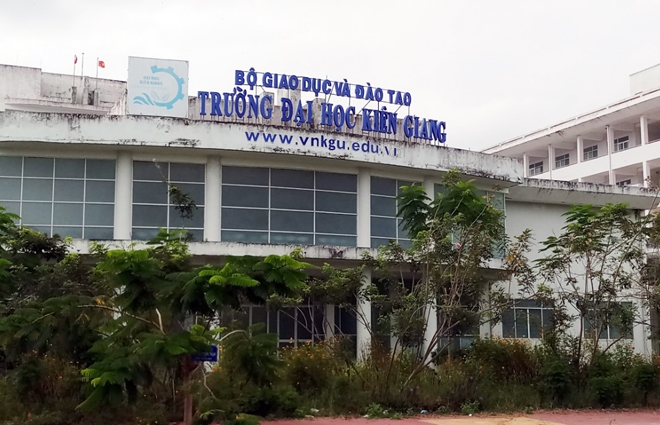 BỘ GIÁO DỤC VÀ ĐÀO TẠO
TRƯỜNG ĐẠI HỌC KIÊN GIANG
www.vnkgu.edu.vn